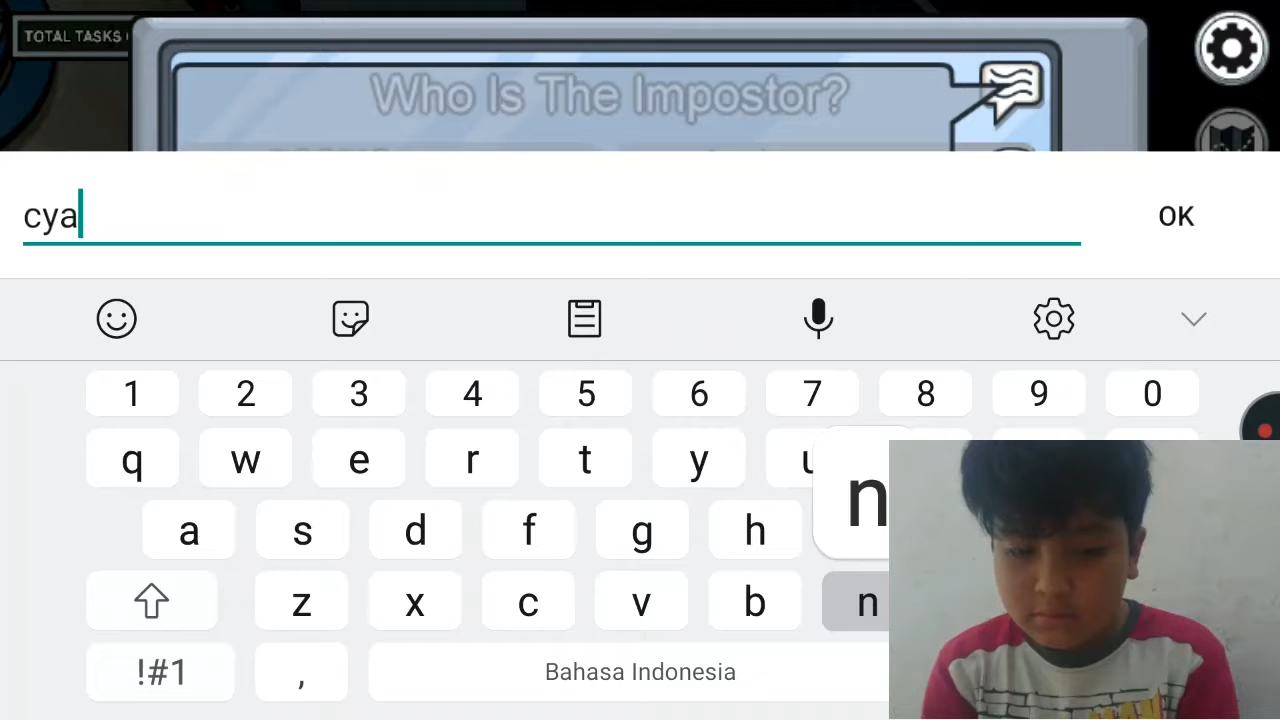 TOTAL TASKS
Who Is The Impostor?
cya
OK
1 2 3 4 5 6 7 8 9 0
q w e r t y u
n
a s d f g h
z x c v b n
!#1 , Bahasa Indonesia